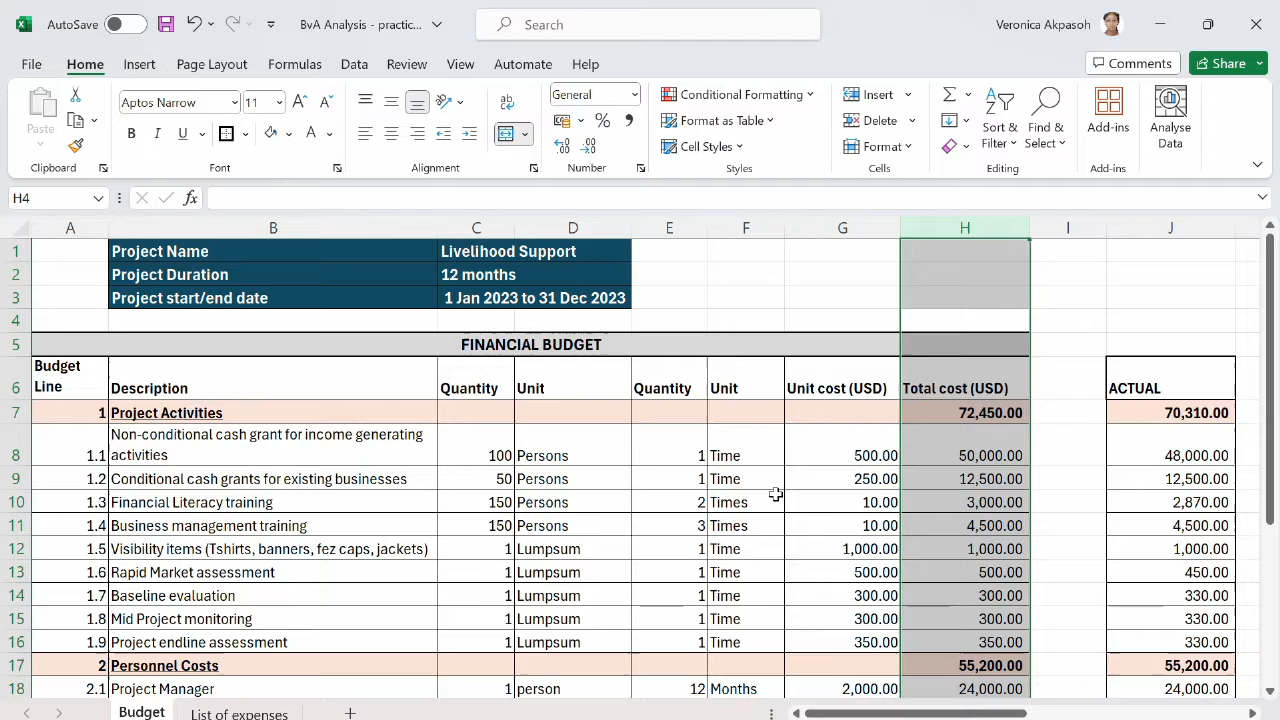 AutoSave
BvA Analysis - practic...
Search
Veronica Akpasoh
File Home Insert Page Layout Formulas Data Review View Automate Help Comments Share
Paste
Clipboard
Aptos Narrow 11
B I U
Font
Alignment
General
Number
Conditional Formatting
Format as Table
Cell Styles
Styles
Insert
Delete
Format
Cells
Sort &
Filter
Find &
Select
Editing
Add-ins
Add-ins
Analyse
Data
H4 fx
A B C D E F G H I J
1 Project Name Livelihood Support
2 Project Duration 12 months
3 Project start/end date 1 Jan 2023 to 31 Dec 2023
4
5 FINANCIAL BUDGET
6 Budget Line Description Quantity Unit Quantity Unit Unit cost (USD) Total cost (USD) ACTUAL
7 1 Project Activities 72,450.00 70,310.00
8 1.1 Non-conditional cash grant for income generating activities 100 Persons 1 Time 500.00 50,000.00 48,000.00
9 1.2 Conditional cash grants for existing businesses 50 Persons 1 Time 250.00 12,500.00 12,500.00
10 1.3 Financial Literacy training 150 Persons 2 Times 10.00 3,000.00 2,870.00
11 1.4 Business management training 150 Persons 3 Times 10.00 4,500.00 4,500.00
12 1.5 Visibility items (Tshirts, banners, fez caps, jackets) 1 Lumpsum 1 Time 1,000.00 1,000.00 1,000.00
13 1.6 Rapid Market assessment 1 Lumpsum 1 Time 500.00 500.00 450.00
14 1.7 Baseline evaluation 1 Lumpsum 1 Time 300.00 300.00 330.00
15 1.8 Mid Project monitoring 1 Lumpsum 1 Time 300.00 300.00 330.00
16 1.9 Project endline assessment 1 Lumpsum 1 Time 350.00 350.00 330.00
17 2 Personnel Costs 55,200.00 55,200.00
18 2.1 Project Manager 1 person 12 Months 2,000.00 24,000.00 24,000.00
Budget List of expenses